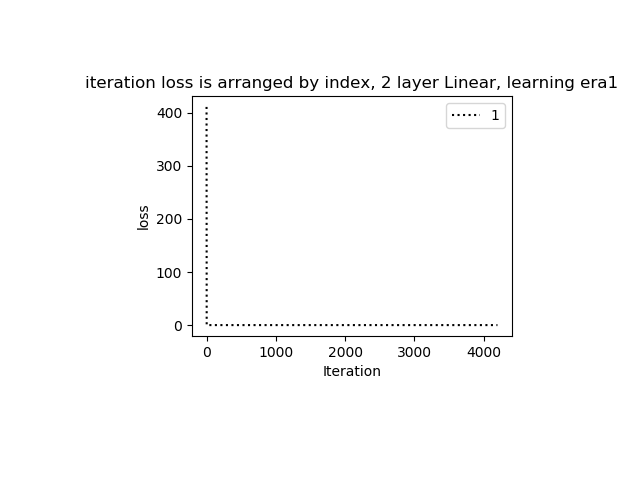 iteration loss is arranged by index, 2 layer Linear, learning era1
1
400
300
200
100
0
loss
0 1000 2000 3000 4000
Iteration